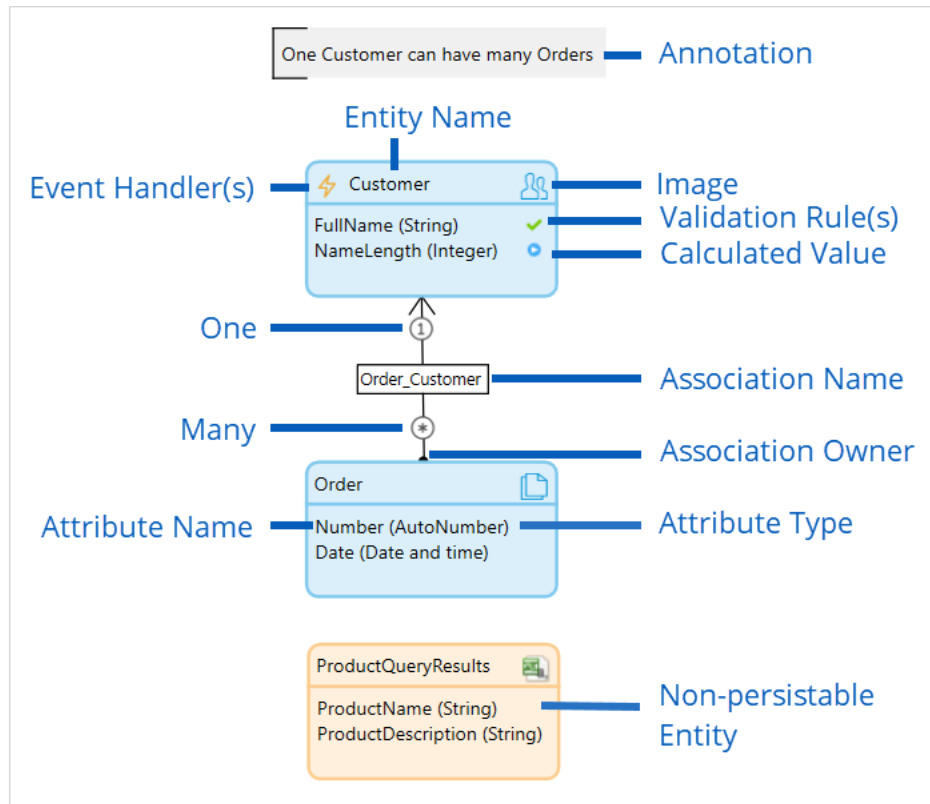 One Customer can have many Orders
Annotation
Entity Name
Event Handler(s)
Customer
Image
FullName (String)
Validation Rule(s)
NameLength (Integer)
Calculated Value
One
1
Order_Customer
Association Name
Many
*
Association Owner
Order
Attribute Name
Number (AutoNumber)
Attribute Type
Date (Date and time)
ProductQueryResults
ProductName (String)
Non-persistable
ProductDescription (String)
Entity